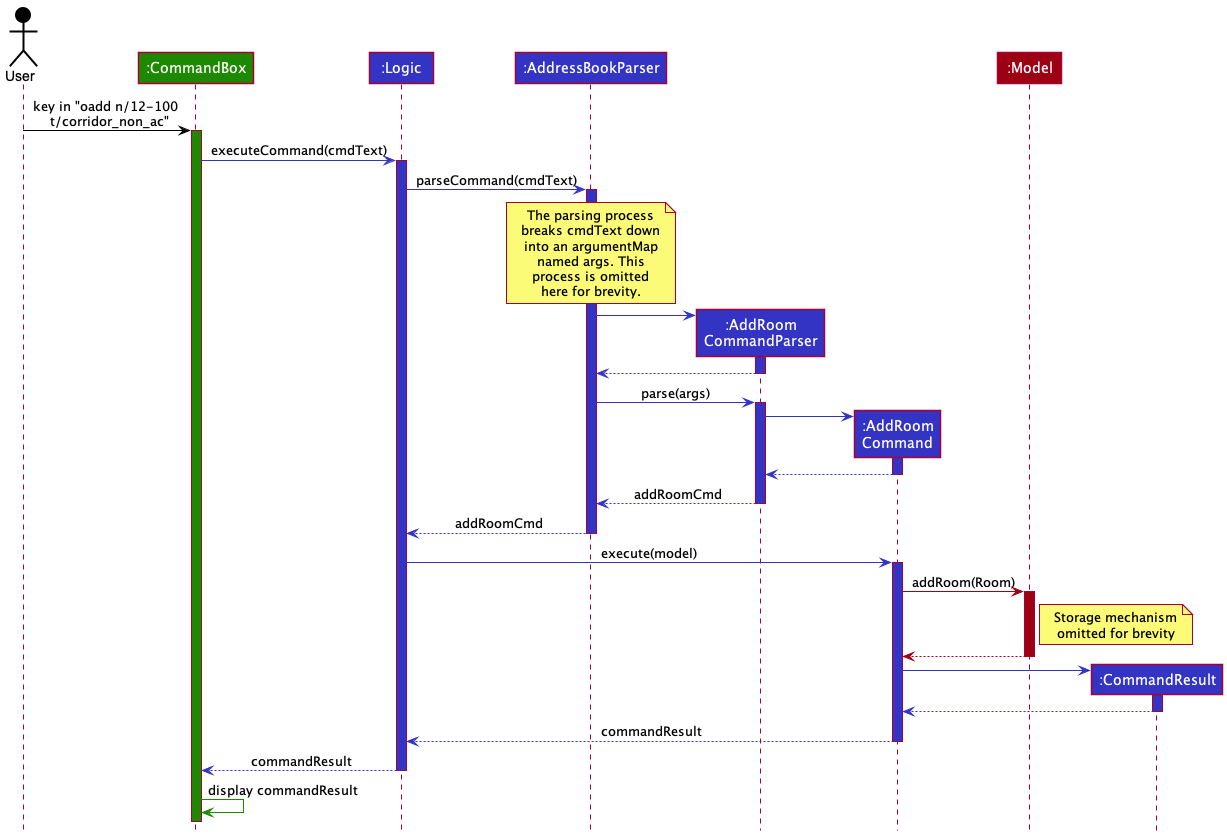 User
:CommandBox
:Logic
:AddressBookParser
:Model
key in "oadd n/12-100
t/corridor_non_ac"
executeCommand(cmdText)
parseCommand(cmdText)
The parsing process
breaks cmdText down
into an argumentMap
named args. This
process is omitted
here for brevity.
:AddRoom
CommandParser
parse(args)
:AddRoom
Command
addRoomCmd
addRoomCmd
execute(model)
addRoom(Room)
Storage mechanism
omitted for brevity
:CommandResult
commandResult
commandResult
display commandResult